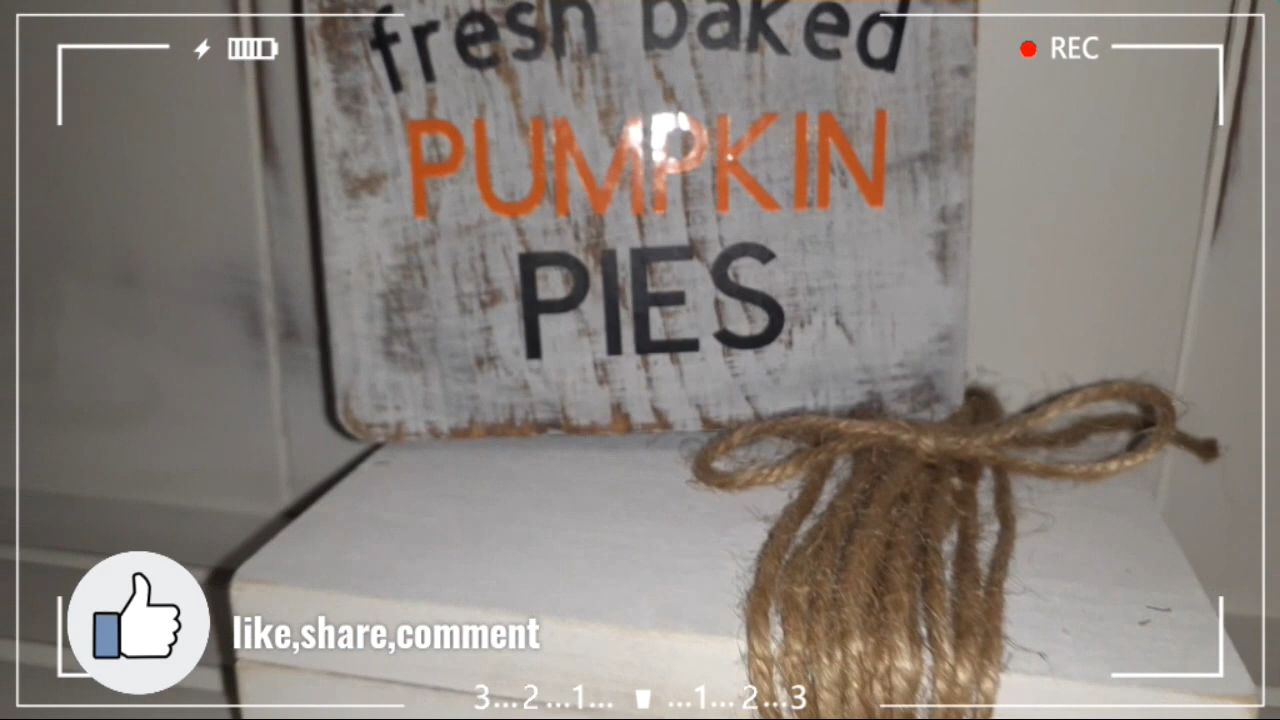 fresh baked
PUMPKIN
PIES
REC
like,share,comment
3...2...1... ...1...2...3